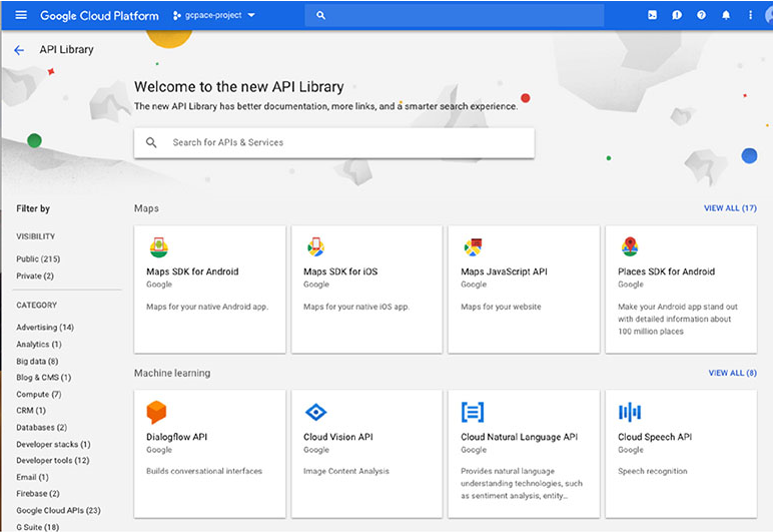 Google Cloud Platform
gcpace-project
API Library
Welcome to the new API Library
The new API Library has better documentation, more links, and a smarter search experience.
Search for APIs & Services
Filter by
VISIBILITY
Public (215)
Private (2)
CATEGORY
Advertising (14)
Analytics (1)
Big data (8)
Blog & CMS (1)
Compute (7)
CRM (1)
Databases (2)
Developer stacks (1)
Developer tools (12)
Email (1)
Firebase (2)
Google Cloud APIs (23)
G Suite (18)
Maps
VIEW ALL (17)
Maps SDK for Android
Google
Maps for your native Android app.
Maps SDK for iOS
Google
Maps for your native iOS app.
Maps JavaScript API
Google
Maps for your website
Places SDK for Android
Google
Make your Android app stand out
with detailed information about
100 million places
Machine learning
VIEW ALL (8)
Dialogflow API
Google
Builds conversational interfaces
Cloud Vision API
Google
Image Content Analysis
Cloud Natural Language API
Google
Provides natural language
understanding technologies, such
as sentiment analysis, entity...
Cloud Speech API
Google
Speech recognition